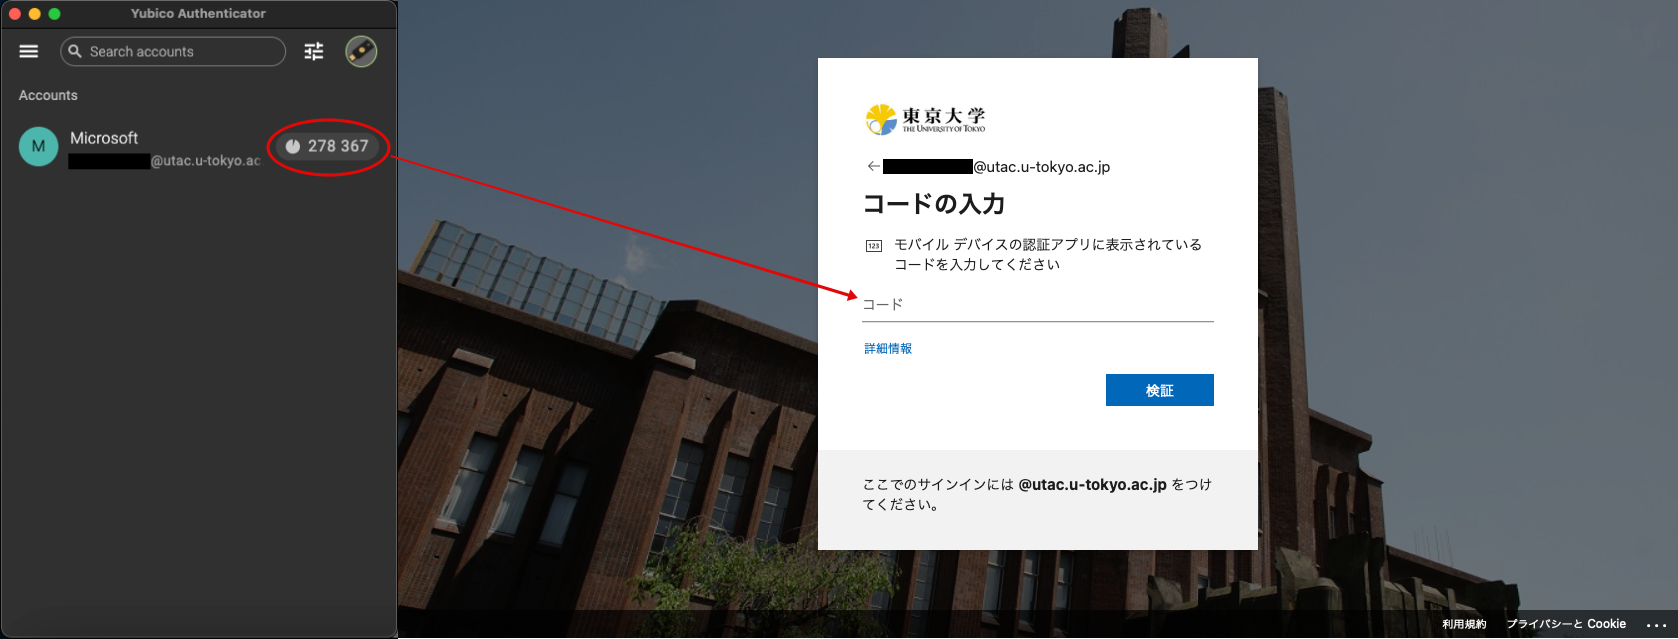 Yubico Authenticator
Search accounts
Accounts
M
Microsoft
@utac.u-tokyo.ac
278 367
東京大学
THE UNIVERSITY OF TOKYO
@utac.u-tokyo.ac.jp
コードの入力
123
モバイル デバイスの認証アプリに表示されている
コードを入力してください
コード
詳細情報
検証
ここでのサインインには @utac.u-tokyo.ac.jp をつけ
てください。
利用規約 プライバシーと Cookie ...